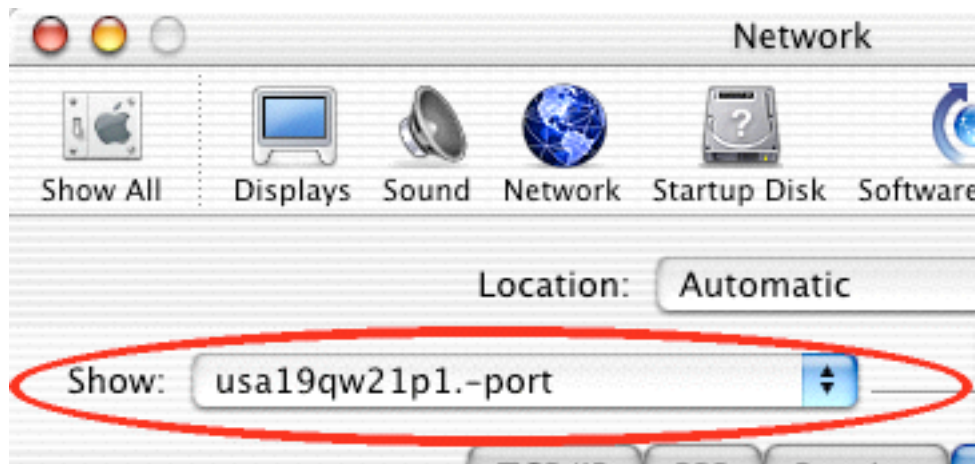 Network
Show All Displays Sound Network Startup Disk Software
Location: Automatic
Show: usa19qw21p1.-port